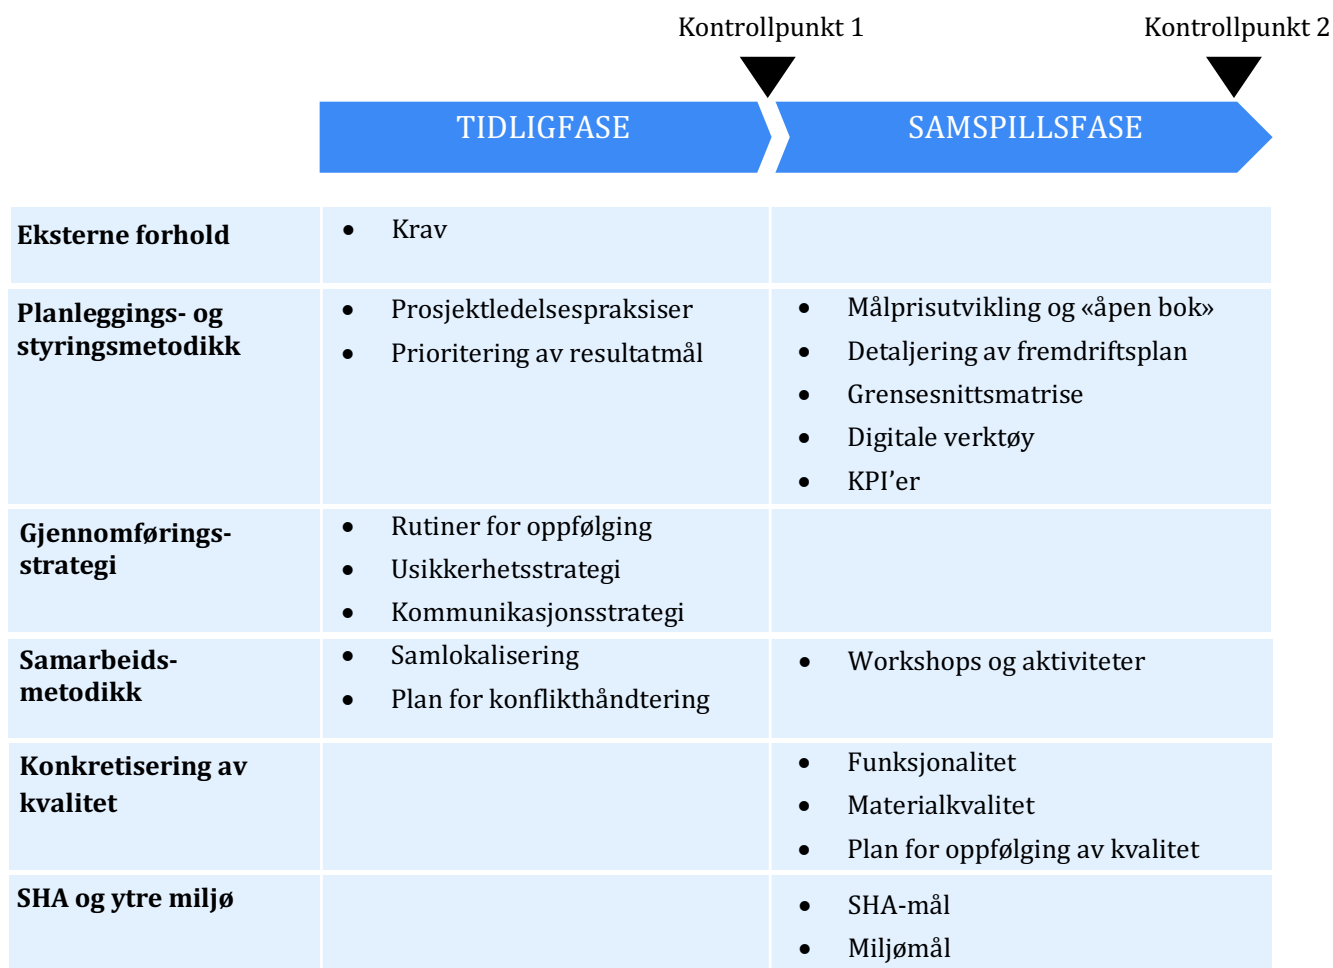 Kontrollpunkt 1
Kontrollpunkt 2
TIDLIGFASE
SAMSPILLSFASE
Eksterne forhold
• Krav
Planleggings- og
styringsmetodikk
• Prosjektledelsespraksiser
• Prioritering av resultatmål
• Målprisutvikling og «åpen bok»
• Detaljering av fremdriftsplan
• Grensesnittsmatrise
• Digitale verktøy
• KPI’er
Gjennomførings-
strategi
• Rutiner for oppfølging
• Usikkerhetsstrategi
• Kommunikasjonsstrategi
Samarbeids-
metodikk
• Samlokalisering
• Plan for konflikthåndtering
• Workshops og aktiviteter
Konkretisering av
kvalitet
• Funksjonalitet
• Materialkvalitet
• Plan for oppfølging av kvalitet
SHA og ytre miljø
• SHA-mål
• Miljømål